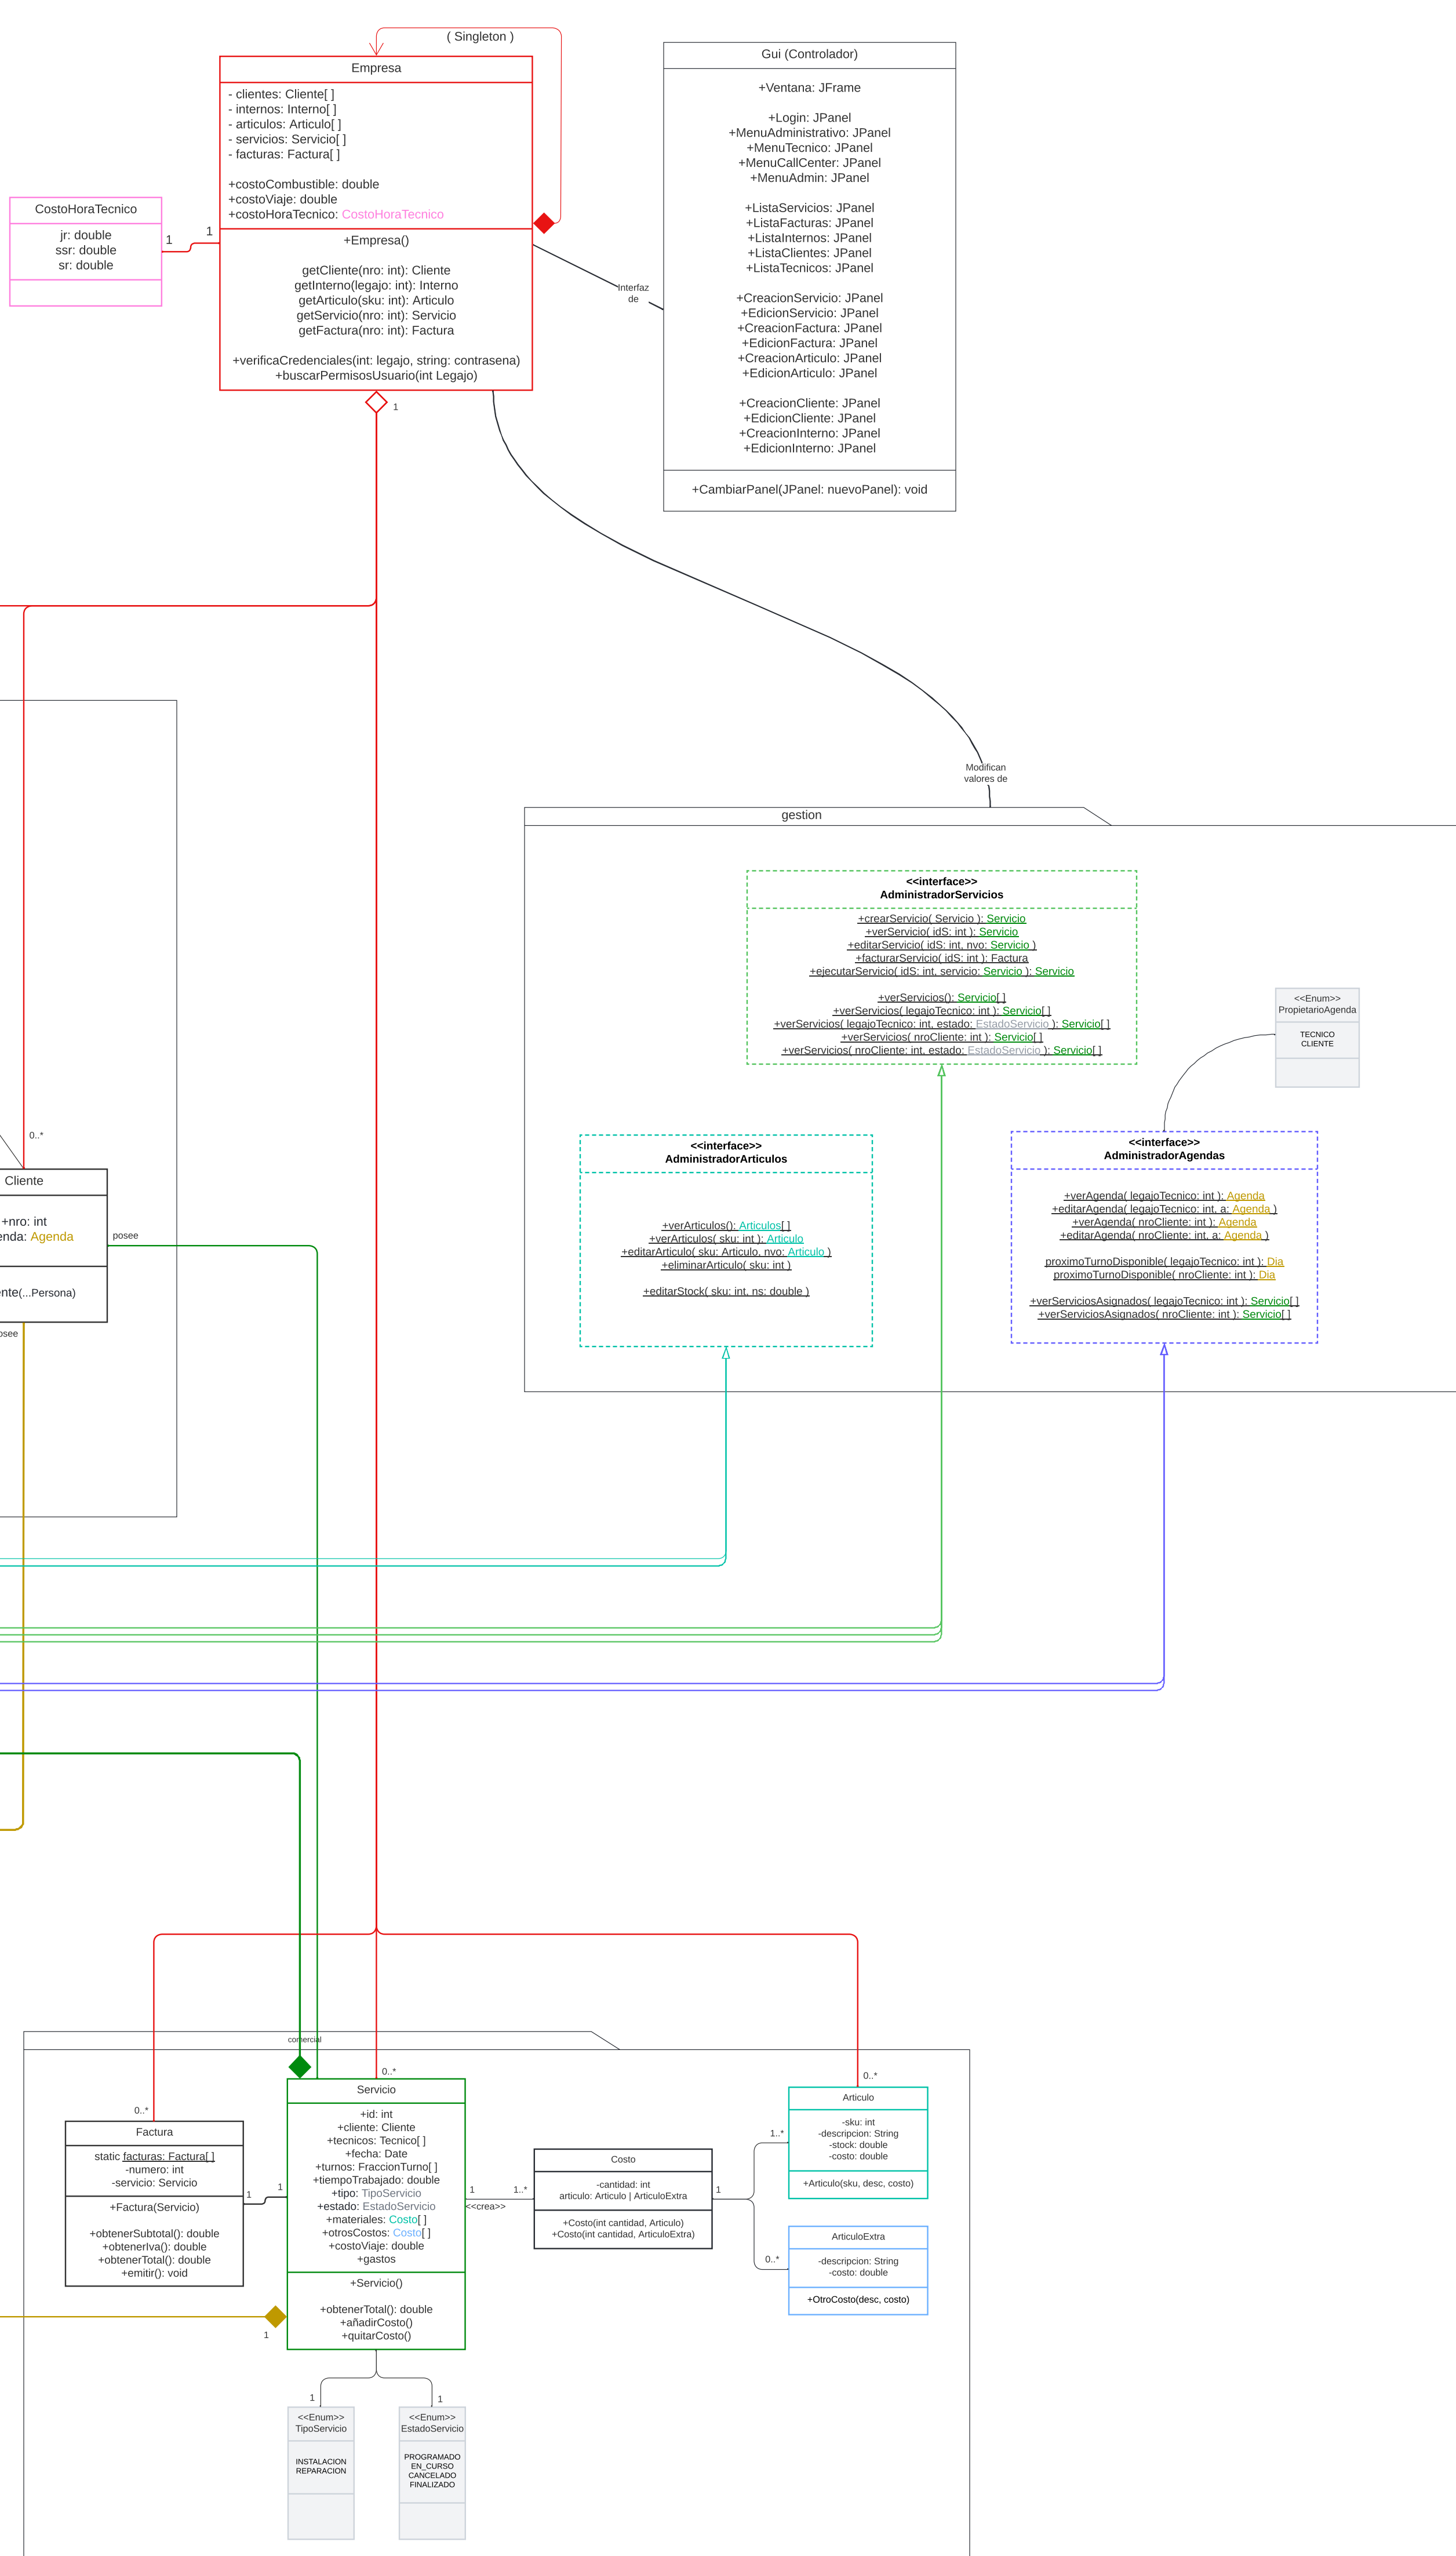 ( Singleton )
Empresa
- clientes: Cliente[ ]
- internos: Interno[ ]
- articulos: Articulo[ ]
- servicios: Servicio[ ]
- facturas: Factura[ ]
+costoCombustible: double
+costoViaje: double
+costoHoraTecnico: CostoHoraTecnico
+Empresa()
getCliente(nro: int): Cliente
getInterno(legajo: int): Interno
getArticulo(sku: int): Articulo
getServicio(nro: int): Servicio
getFactura(nro: int): Factura
+verificaCredenciales(int: legajo, string: contrasena)
+buscarPermisosUsuario(int Legajo)
1
CostoHoraTecnico
jr: double
ssr: double
sr: double
1
1
Interfaz
de
Gui (Controlador)
+Ventana: JFrame
+Login: JPanel
+MenuAdministrativo: JPanel
+MenuTecnico: JPanel
+MenuCallCenter: JPanel
+MenuAdmin: JPanel
+ListaServicios: JPanel
+ListaFacturas: JPanel
+ListaInternos: JPanel
+ListaClientes: JPanel
+ListaTecnicos: JPanel
+CreacionServicio: JPanel
+EdicionServicio: JPanel
+CreacionFactura: JPanel
+EdicionFactura: JPanel
+CreacionArticulo: JPanel
+EdicionArticulo: JPanel
+CreacionCliente: JPanel
+EdicionCliente: JPanel
+CreacionInterno: JPanel
+EdicionInterno: JPanel
+CambiarPanel(JPanel: nuevoPanel): void
Modifican
valores de
gestion
<<interface>>
AdministradorServicios
+crearServicio( Servicio ): Servicio
+verServicio( idS: int ): Servicio
+editarServicio( idS: int, nvo: Servicio )
+facturarServicio( idS: int ): Factura
+ejecutarServicio( idS: int, servicio: Servicio ): Servicio
+verServicios(): Servicio[ ]
+verServicios( legajoTecnico: int ): Servicio[ ]
+verServicios( legajoTecnico: int, estado: EstadoServicio ): Servicio[ ]
+verServicios( nroCliente: int ): Servicio[ ]
+verServicios( nroCliente: int, estado: EstadoServicio ): Servicio[ ]
<<Enum>>
PropietarioAgenda
TECNICO
CLIENTE
<<interface>>
AdministradorArticulos
+verArticulos(): Articulos[ ]
+verArticulos( sku: int ): Articulo
+editarArticulo( sku: Articulo, nvo: Articulo )
+eliminarArticulo( sku: int )
+editarStock( sku: int, ns: double )
<<interface>>
AdministradorAgendas
+verAgenda( legajoTecnico: int ): Agenda
+editarAgenda( legajoTecnico: int, a: Agenda )
+verAgenda( nroCliente: int ): Agenda
+editarAgenda( nroCliente: int, a: Agenda )
proximoTurnoDisponible( legajoTecnico: int ): Dia
proximoTurnoDisponible( nroCliente: int ): Dia
+verServiciosAsignados( legajoTecnico: int ): Servicio[ ]
+verServiciosAsignados( nroCliente: int ): Servicio[ ]
0..*
Cliente
+nro: int
enda: Agenda
ente(...Persona)
posee
osee
comercial
0..*
Factura
static facturas: Factura[ ]
-numero: int
-servicio: Servicio
+Factura(Servicio)
+obtenerSubtotal(): double
+obtenerIva(): double
+obtenerTotal(): double
+emitir(): void
1
1
0..*
Servicio
+id: int
+cliente: Cliente
+tecnicos: Tecnico[ ]
+fecha: Date
+turnos: FraccionTurno[ ]
+tiempoTrabajado: double
+tipo: TipoServicio
+estado: EstadoServicio
+materiales: Costo[ ]
+otrosCostos: Costo[ ]
+costoViaje: double
+gastos
+Servicio()
+obtenerTotal(): double
+añadirCosto()
+quitarCosto()
1
1
<<crea>>
1..*
Costo
-cantidad: int
articulo: Articulo | ArticuloExtra
+Costo(int cantidad, Articulo)
+Costo(int cantidad, ArticuloExtra)
1
1..*
0..*
0..*
Articulo
-sku: int
-descripcion: String
-stock: double
-costo: double
+Articulo(sku, desc, costo)
ArticuloExtra
-descripcion: String
-costo: double
+OtroCosto(desc, costo)
1
1
<<Enum>>
TipoServicio
INSTALACION
REPARACION
<<Enum>>
EstadoServicio
PROGRAMADO
EN_CURSO
CANCELADO
FINALIZADO